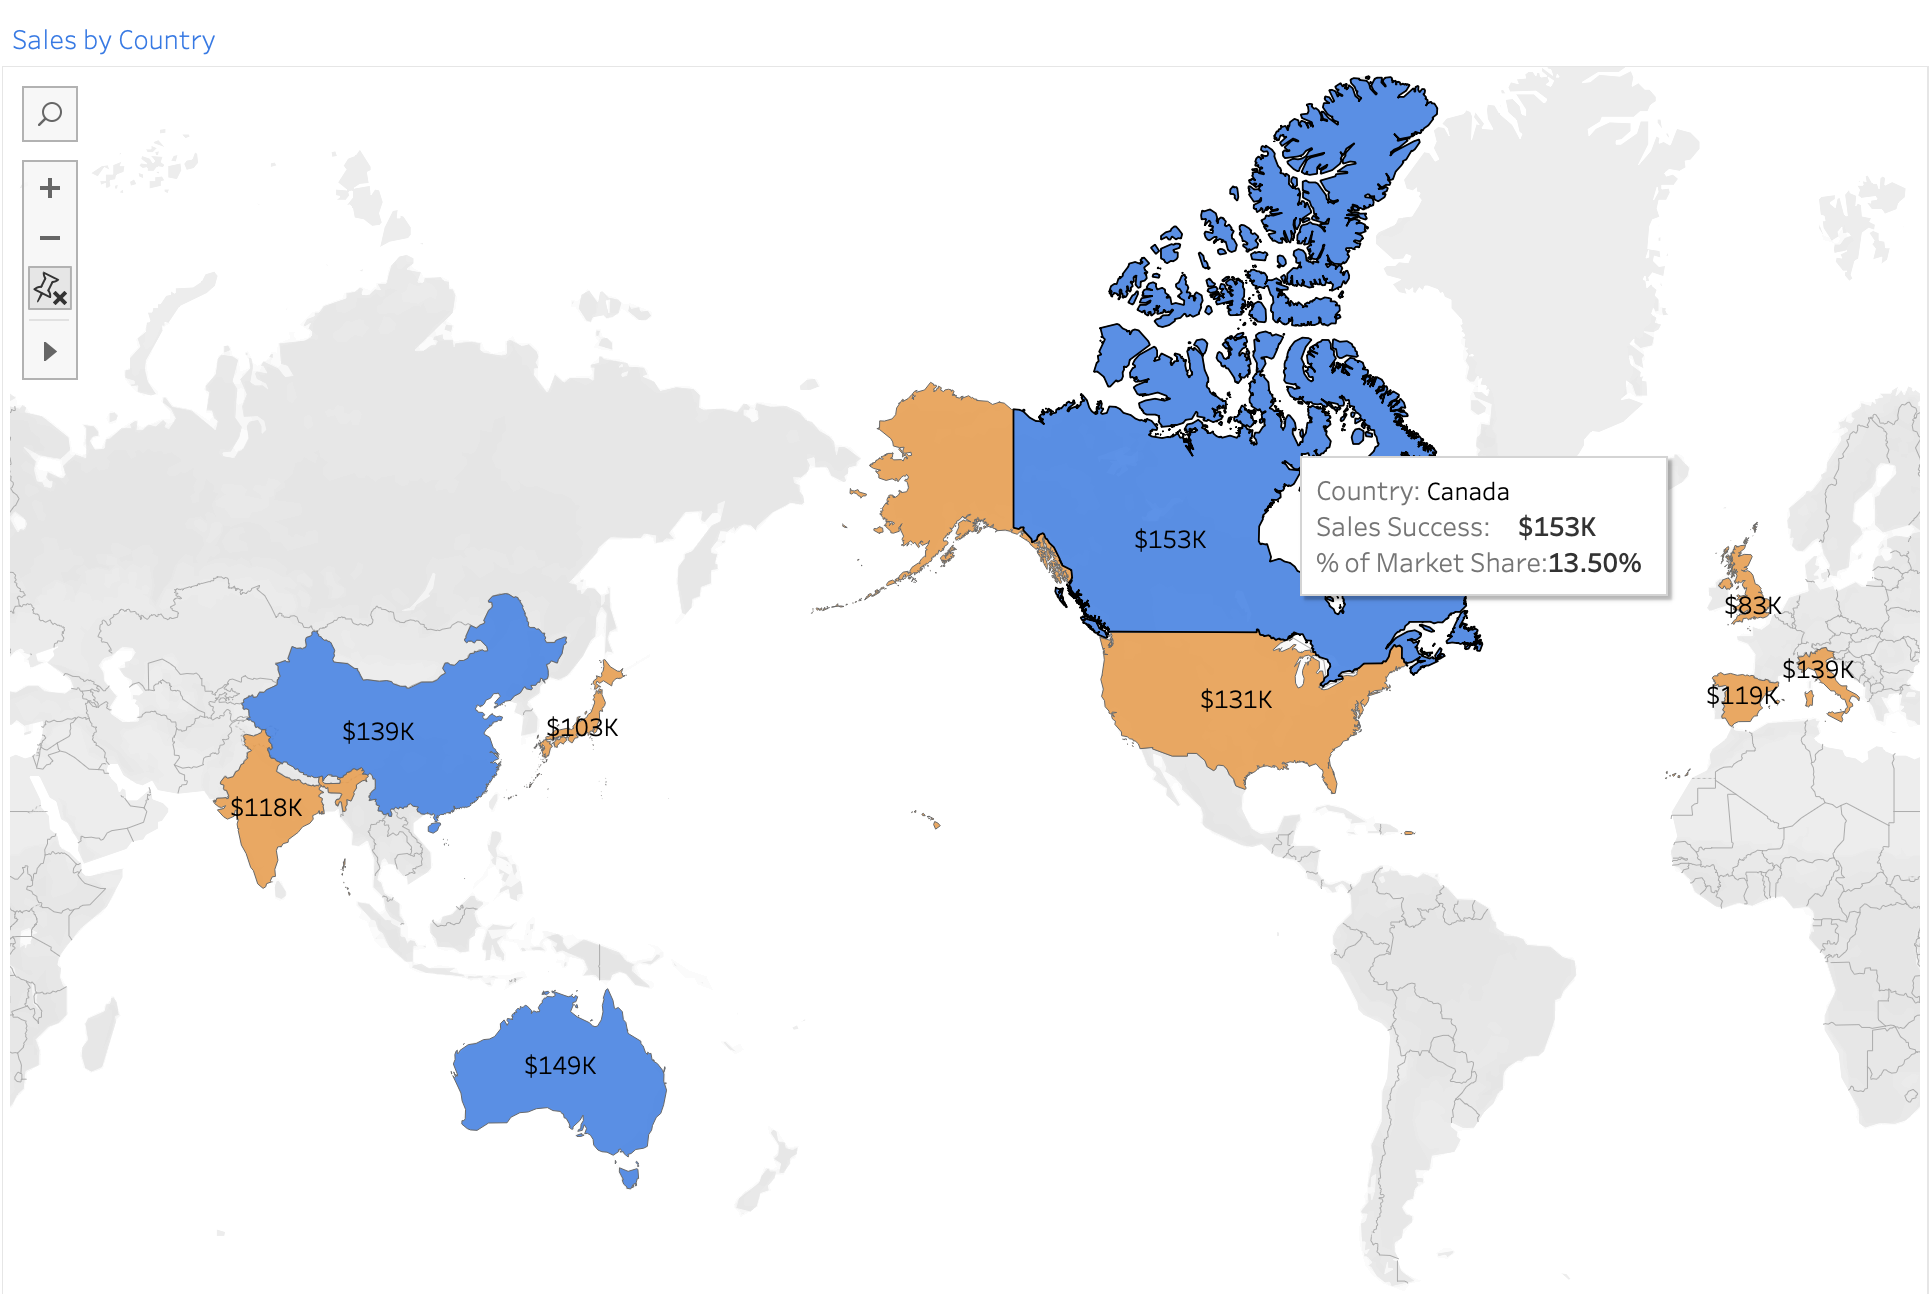 Sales by Country
Country: Canada
Sales Success: $153K
% of Market Share:13.50%
$153K
$83K
$139K
$119K
$131K
$139K
$103K
$118K
$149K